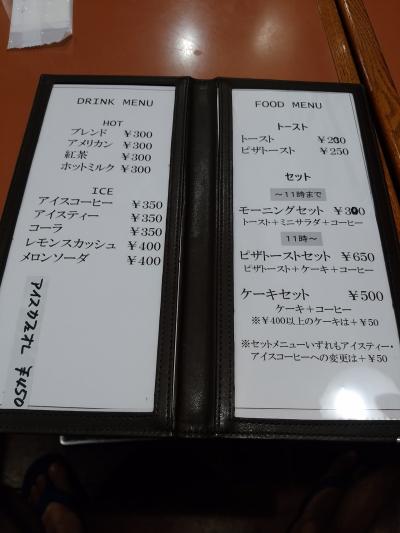 DRINK MENU
HOT
ブレンド ￥300
アメリカン ￥300
紅茶 ￥300
ホットミルク ￥300
ICE
アイスコーヒー ￥350
アイスティー ￥350
コーラ ￥350
レモンスカッシュ ￥400
メロンソーダ ￥400
アイスカフェオレ ¥450
FOOD MENU
トースト
トースト ￥230
ピザトースト ￥250
セット
～11時まで
モーニングセット ￥300
トースト＋ミニサラダ＋コーヒー
11時～
ピザトーストセット ￥650
ピザトースト＋ケーキ＋コーヒー
ケーキセット ￥500
ケーキ＋コーヒー
※￥400以上のケーキは＋￥50
※セットメニューいずれもアイスティー・
アイスコーヒーへの変更は＋￥50